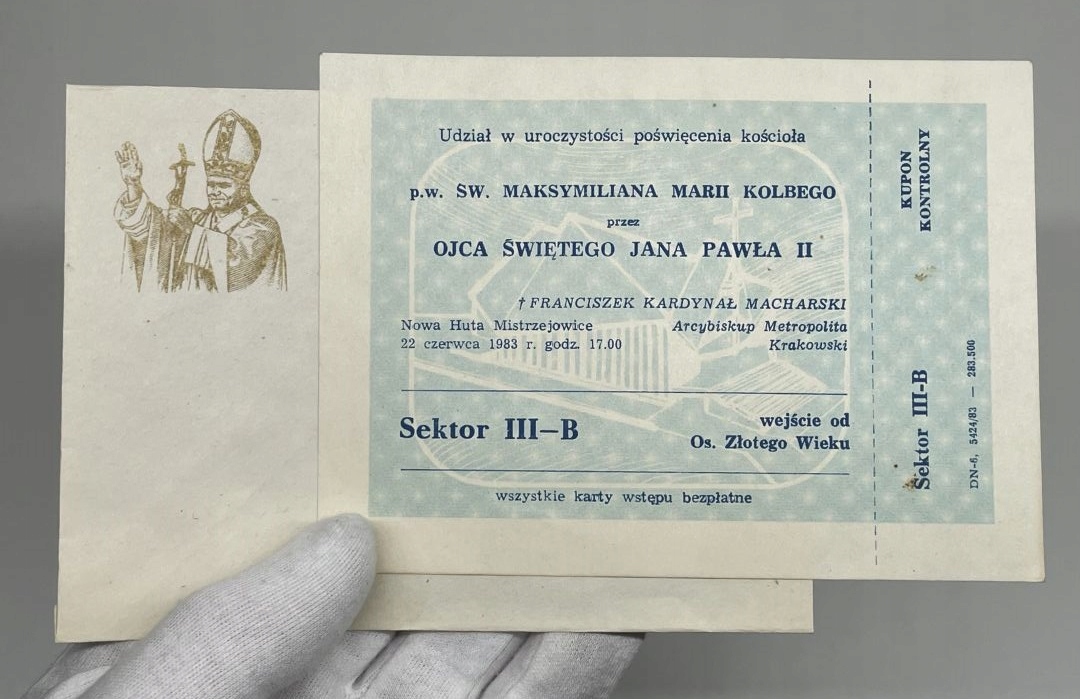 Udział w uroczystości poświęcenia kościoła
p.w. ŚW. MAKSYMILIANA MARII KOLBEGO
przez
OJCA ŚWIĘTEGO JANA PAWŁA II
† FRANCISZEK KARDYNAŁ MACHARSKI
Nowa Huta Mistrzejowice Arcybiskup Metropolita
22 czerwca 1983 r. godz. 17.00 Krakowski
Sektor III—B
wejście od
Os. Złotego Wieku
wszystkie karty wstępu bezpłatne
KUPON
KONTROLNY
Sektor III-B
DN-6, 5424/83 — 283.500